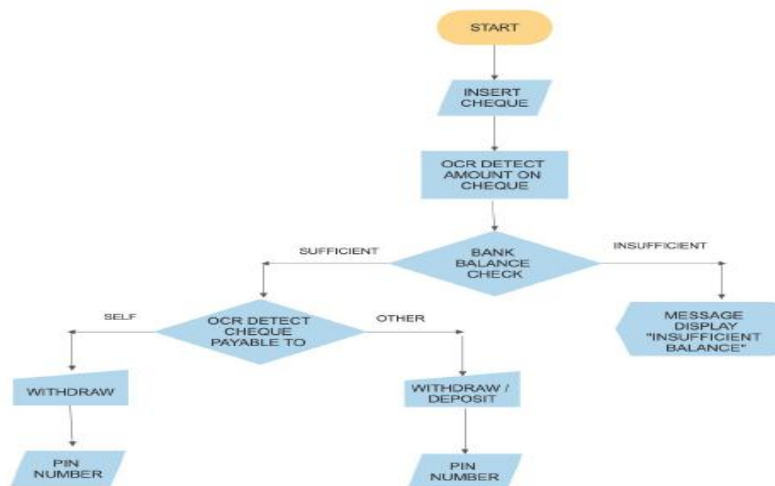 START
INSERT
CHEQUE
OCR DETECT
AMOUNT ON
CHEQUE
SUFFICIENT
BANK
BALANCE
CHECK
INSUFFICIENT
SELF
OCR DETECT
CHEQUE
PAYABLE TO
OTHER
MESSAGE
DISPLAY
"INSUFFICIENT
BALANCE"
WITHDRAW
WITHDRAW /
DEPOSIT
PIN
NUMBER
PIN
NUMBER